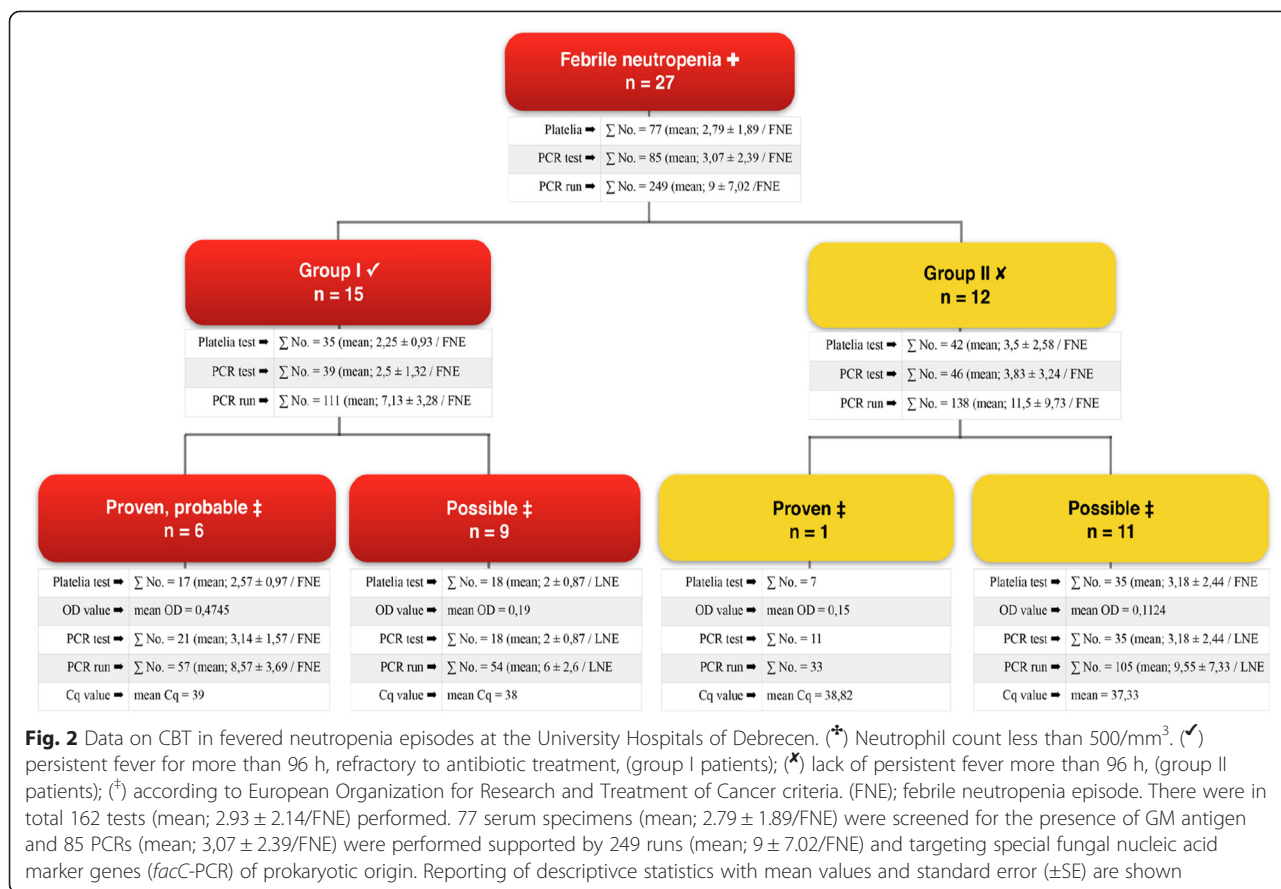 Febrile neutropenia ✚
n = 27
Platelia ➨ ∑ No. = 77 (mean; 2,79 ± 1,89 / FNE
PCR test ➨ ∑ No. = 85 (mean; 3,07 ± 2,39 / FNE)
PCR run ➨ ∑ No. = 249 (mean; 9 ± 7,02 /FNE
Group I ✓
n = 15
Group II ✗
n = 12
Platelia test ➨ ∑ No. = 35 (mean; 2,25 ± 0,93 / FNE)
PCR test ➨ ∑ No. = 39 (mean; 2,5 ± 1,32 / FNE)
PCR run ➨ ∑ No. = 111 (mean; 7,13 ± 3,28 / FNE)
Platelia test ➨ ∑ No. = 42 (mean; 3,5 ± 2,58 / FNE)
PCR test ➨ ∑ No. = 46 (mean; 3,83 ± 3,24 / FNE)
PCR run ➨ ∑ No. = 138 (mean; 11,5 ± 9,73 / FNE)
Proven, probable ‡
n = 6
Possible ‡
n = 9
Proven ‡
n = 1
Possible ‡
n = 11
Platelia test ➨ ∑ No. = 17 (mean; 2,57 ± 0,97 / FNE
OD value ➨ mean OD = 0,4745
PCR test ➨ ∑ No. = 21 (mean; 3,14 ± 1,57 / FNE)
PCR run ➨ ∑ No. = 57 (mean; 8,57 ± 3,69 / FNE)
Cq value ➨ mean Cq = 39
Platelia test ➨ ∑ No. = 18 (mean; 2 ± 0,87 / LNE
OD value ➨ mean OD = 0,19
PCR test ➨ ∑ No. = 18 (mean; 2 ± 0,87 / LNE)
PCR run ➨ ∑ No. = 54 (mean; 6 ± 2,6 / LNE)
Cq value ➨ mean Cq = 38
Platelia test ➨ ∑ No. = 7
OD value ➨ mean OD = 0,15
PCR test ➨ ∑ No. = 11
PCR run ➨ ∑ No. = 33
Cq value ➨ mean Cq = 38,82
Platelia test ➨ ∑ No. = 35 (mean; 3,18 ± 2,44 / FNE)
OD value ➨ mean OD = 0,1124
PCR test ➨ ∑ No. = 35 (mean; 3,18 ± 2,44 / LNE)
PCR run ➨ ∑ No. = 105 (mean; 9,55 ± 7,33 / LNE)
Cq value ➨ mean = 37,33
Fig. 2 Data on CBT in fevered neutropenia episodes at the University Hospitals of Debrecen. (✤) Neutrophil count less than 500/mm³. (✔)
persistent fever for more than 96 h, refractory to antibiotic treatment, (group I patients); (✘) lack of persistent fever more than 96 h, (group II
patients); (‡) according to European Organization for Research and Treatment of Cancer criteria. (FNE); febrile neutropenia episode. There were in
total 162 tests (mean; 2.93 ± 2.14/FNE) performed. 77 serum specimens (mean; 2.79 ± 1.89/FNE) were screened for the presence of GM antigen
and 85 PCRs (mean; 3,07 ± 2.39/FNE) were performed supported by 249 runs (mean; 9 ± 7.02/FNE) and targeting special fungal nucleic acid
marker genes (facC-PCR) of prokaryotic origin. Reporting of descriptivce statistics with mean values and standard error (±SE) are shown